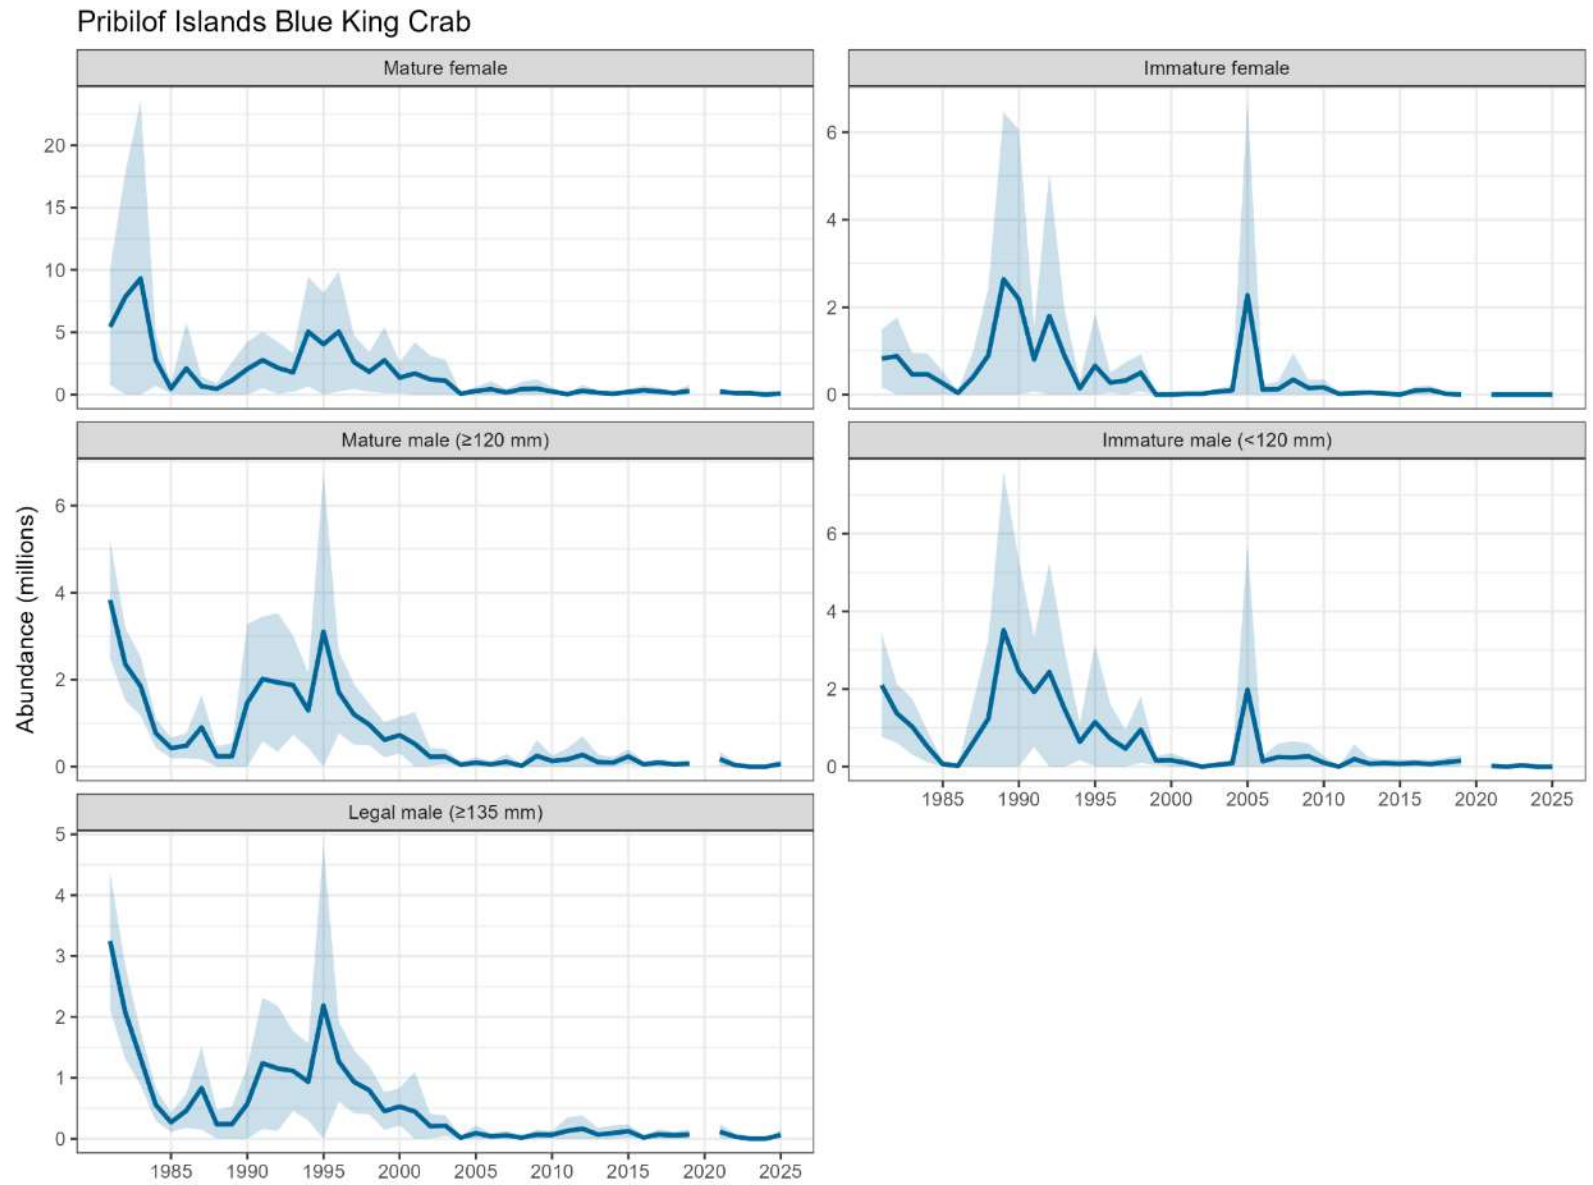 Pribilof Islands Blue King Crab
Mature female
20
15
10
5
0
Immature female
6
4
2
0
Mature male (≥120 mm)
6
4
2
0
Immature male (<120 mm)
6
4
2
0
1985 1990 1995 2000 2005 2010 2015 2020 2025
Abundance (millions)
Legal male (≥135 mm)
5
4
3
2
1
0
1985 1990 1995 2000 2005 2010 2015 2020 2025